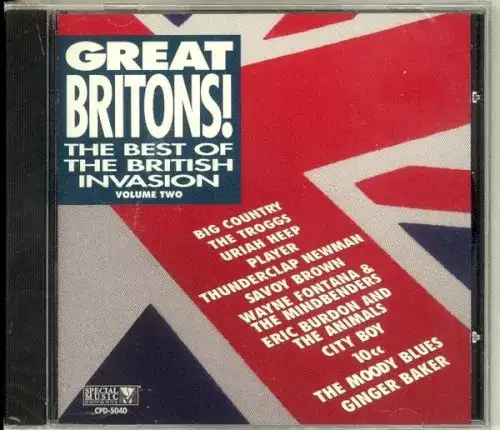 GREAT
BRITONS!
THE BEST OF
THE BRITISH
INVASION
VOLUME TWO
BIG COUNTRY
THE TROGGS
URIAH HEEP
PLAYER
THUNDERCLAP NEWMAN
SAVOY BROWN
WAYNE FONTANA &
THE MINDBENDERS
ERIC BURDON AND
THE ANIMALS
CITY BOY
10cc
THE MOODY BLUES
GINGER BAKER
SPECIAL
MUSIC
COMPANY
CPD-5040